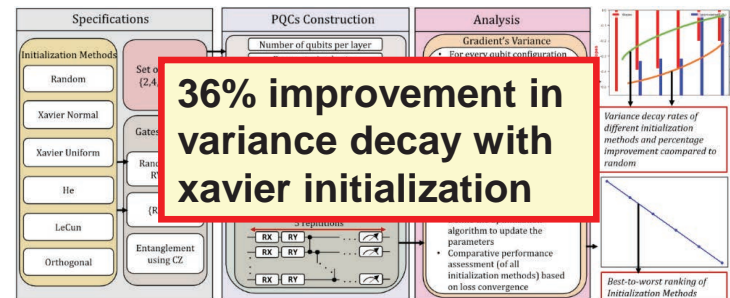 Specifications
PQCs Construction
Analysis
Initialization Methods
Random
Xavier Normal
Xavier Uniform
He
LeCun
Orthogonal
Set o
{2,4,
Gates
Rand
R
{R
Entanglement
using CZ
Number of qubits per layer
36% improvement in
variance decay with
xavier initialization
RX RY
RX RY
RX RY
Gradient's Variance
• For every qubit configuration
algorithm to update the
parameters
• Comparative performance
assessment (of all
initialization methods) based
on loss convergence
Variance decay rates of
different initialization
methods and percentage
improvement caompared to
random
Best-to-worst ranking of
Initialization Methods